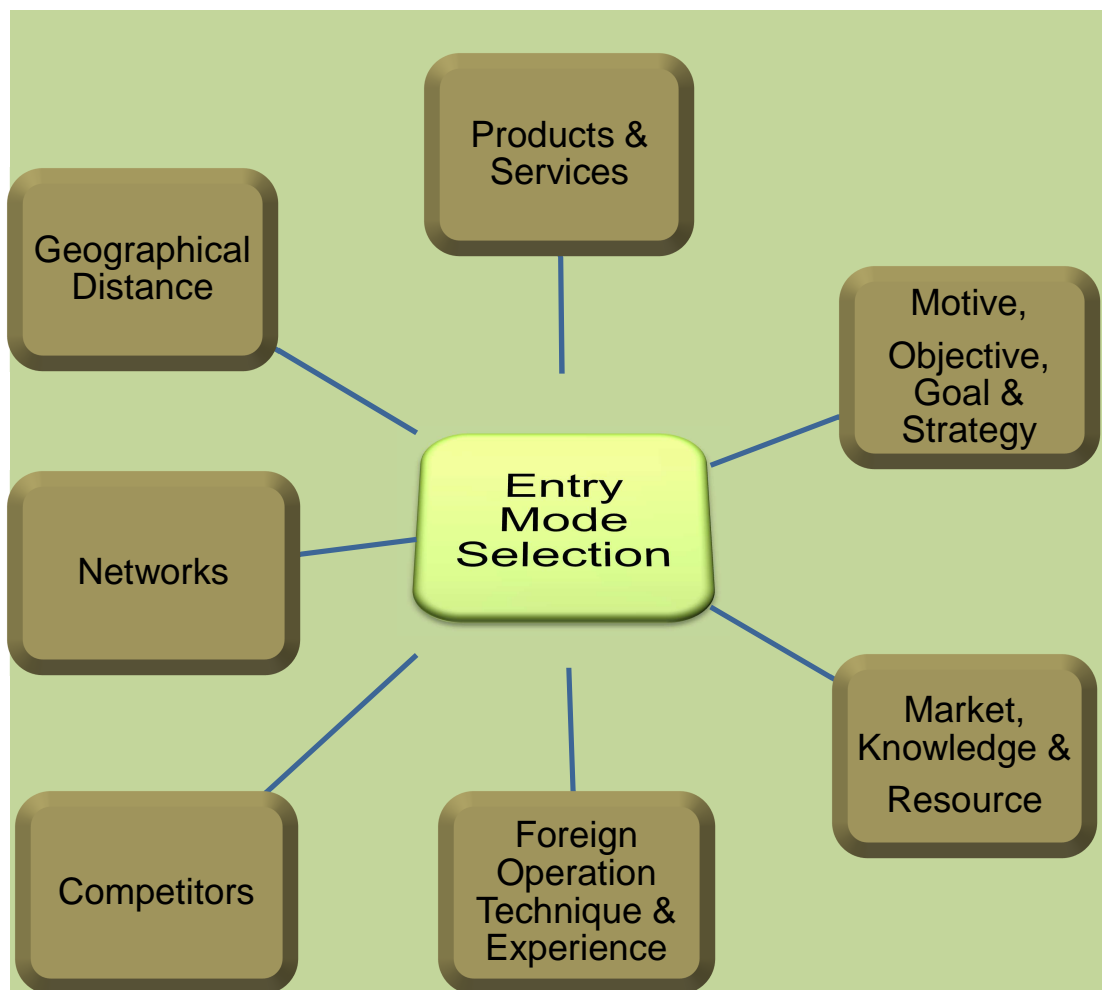 Products &
Services
Geographical
Distance
Motive,
Objective,
Goal &
Strategy
Entry
Mode
Selection
Networks
Market,
Knowledge &
Resource
Competitors
Foreign
Operation
Technique &
Experience